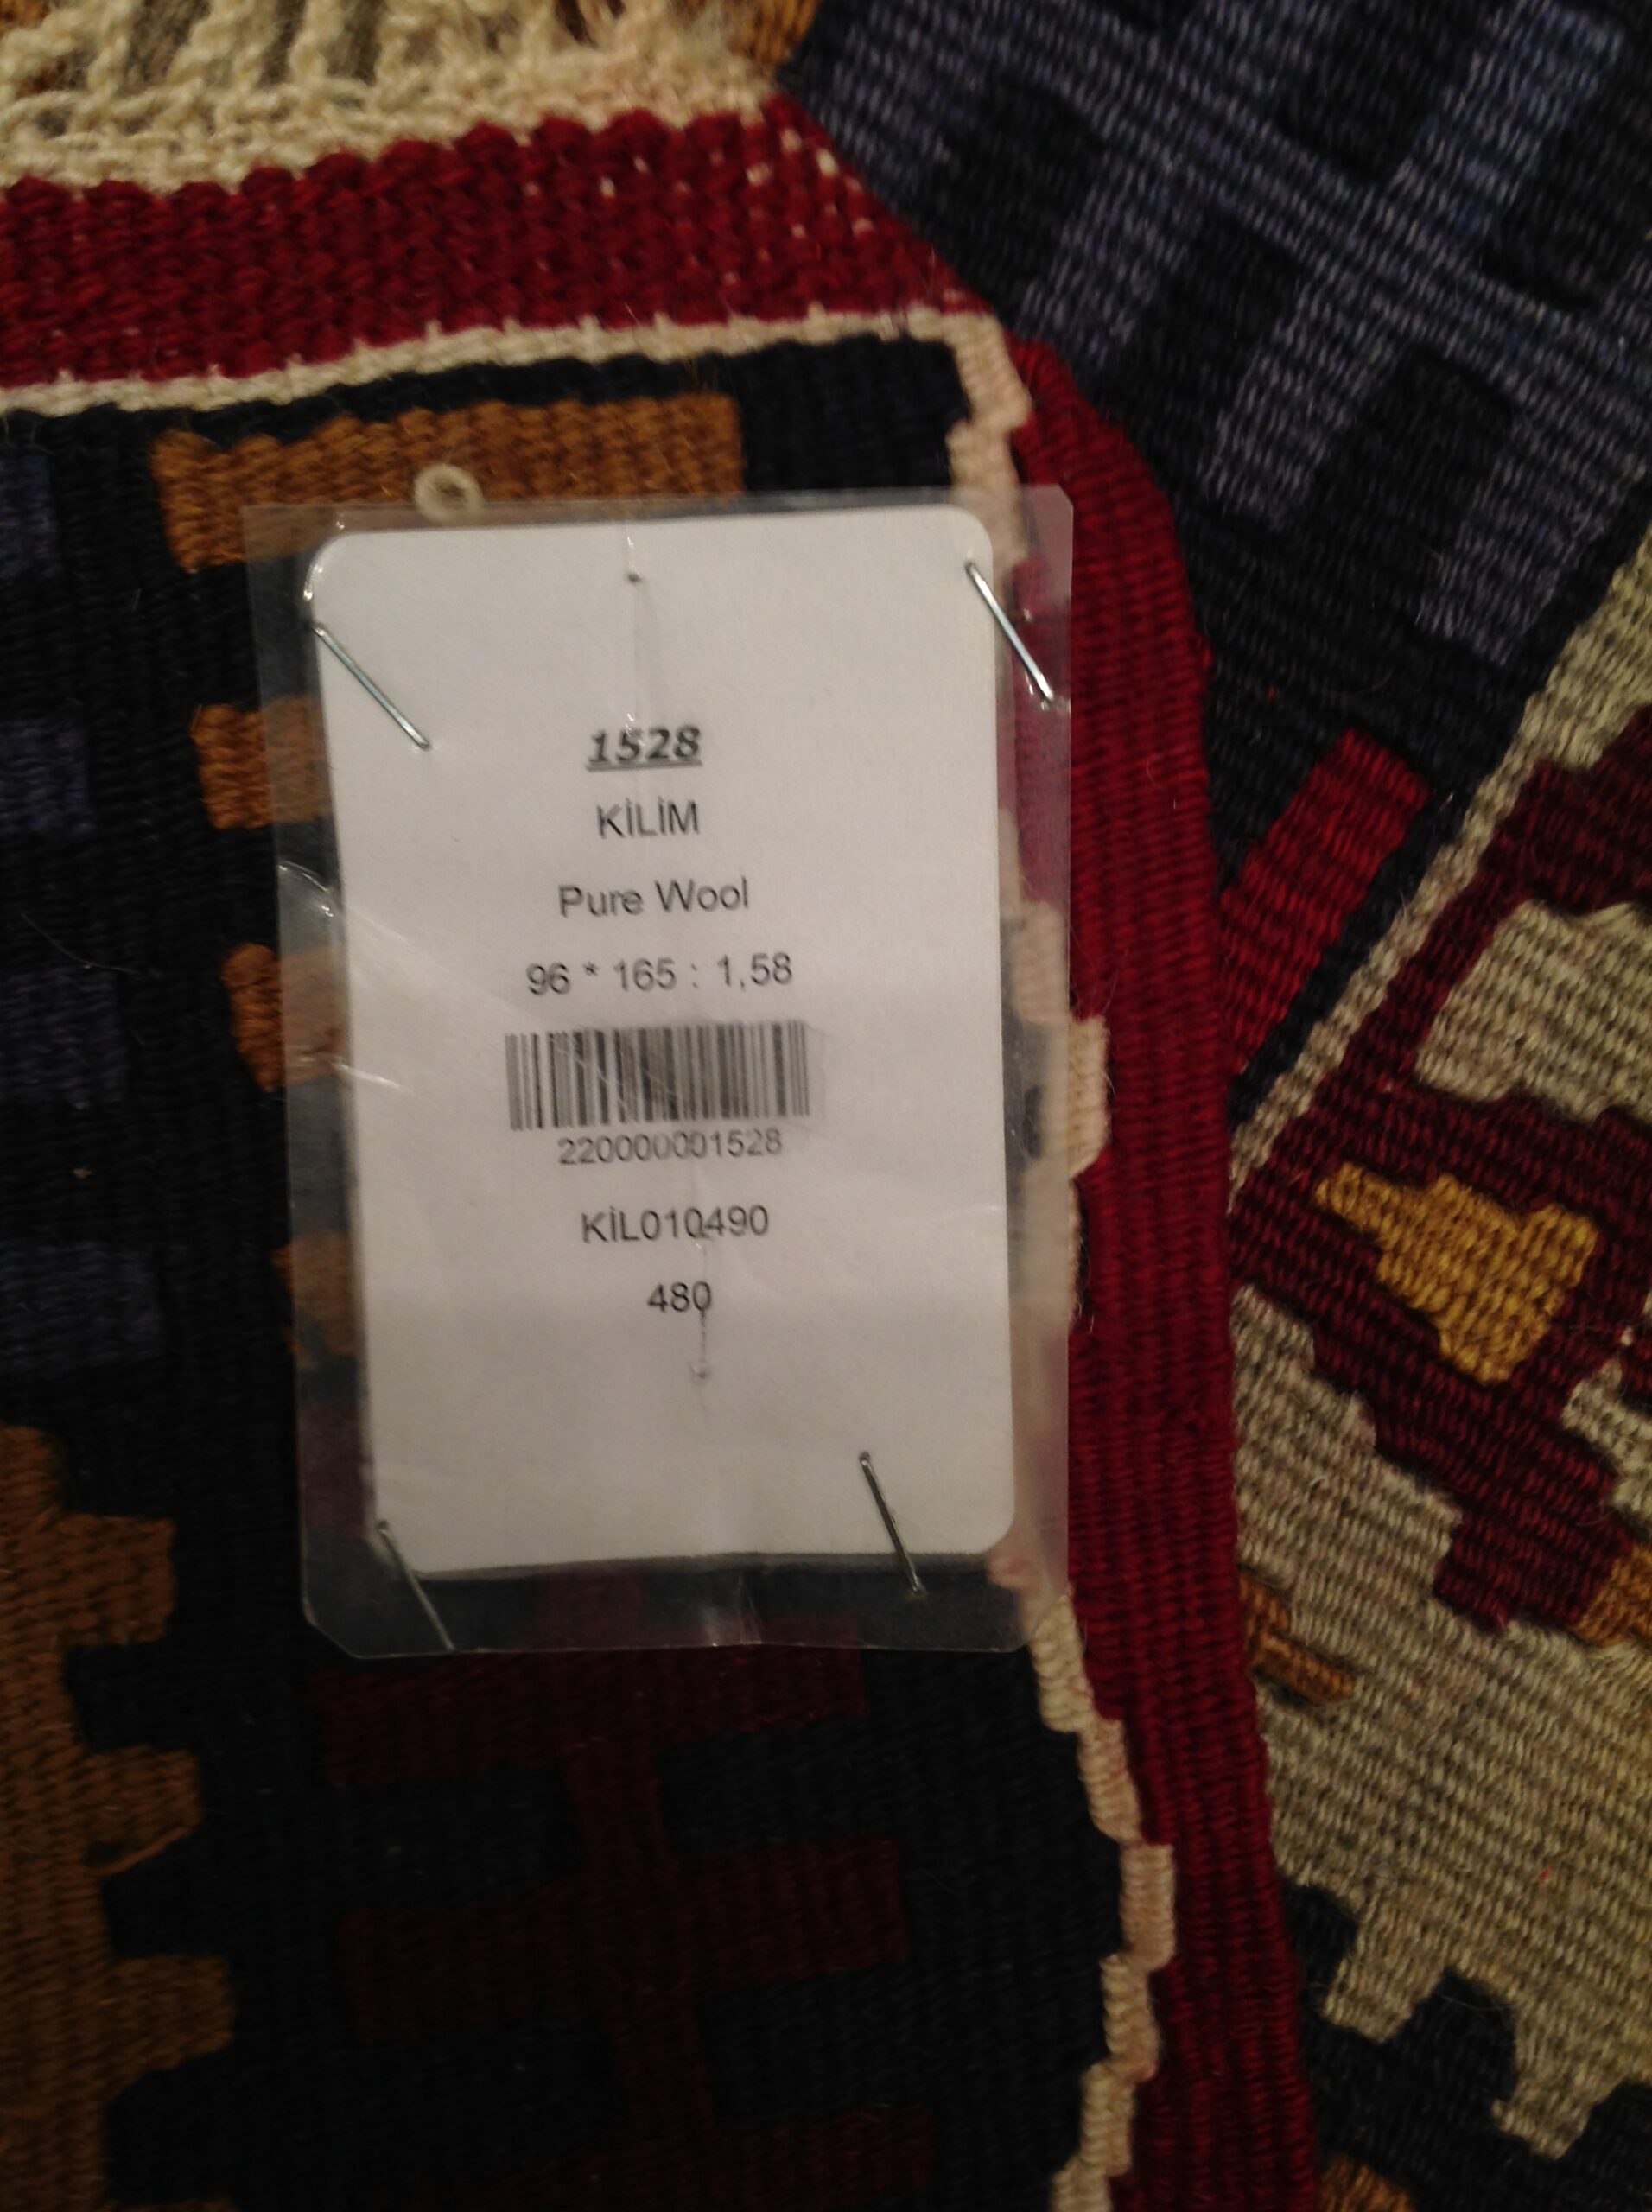 1528
KİLİM
Pure Wool
96 * 165 : 1,58
220000001528
KİL010490
480